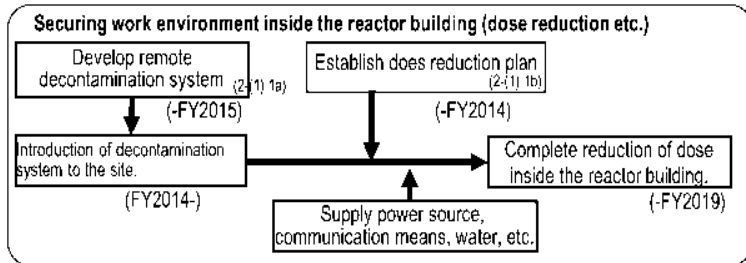 Securing work environment inside the reactor building (dose reduction etc.)
Develop remote
decontamination system
(2-(1) 1a)
(-FY2015)
Establish does reduction plan
(2-(1) 1b)
(-FY2014)
Introduction of decontamination
system to the site.
(FY2014-)
Complete reduction of dose
inside the reactor building.
(-FY2019)
Supply power source,
communication means, water, etc.